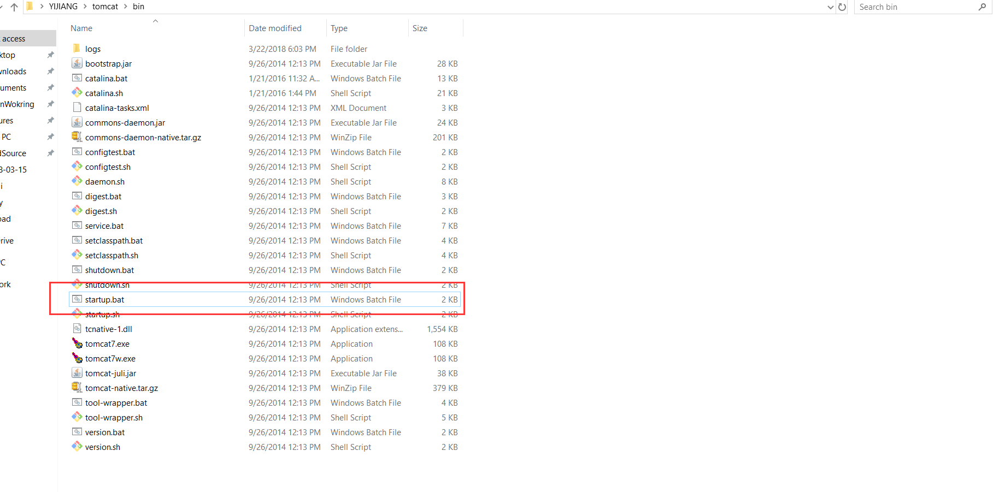 YIJIANG > tomcat > bin
Search bin
Name Date modified Type Size
access
ktop
wnloads
uments
nWokring
ures
PC
dSource
3-03-15
i
y
oad
rive
PC
ork
logs 3/22/2018 6:03 PM File folder
bootstrap.jar 9/26/2014 12:13 PM Executable Jar File 28 KB
catalina.bat 1/21/2016 11:32 A... Windows Batch File 13 KB
catalina.sh 1/21/2016 1:44 PM Shell Script 21 KB
catalina-tasks.xml 9/26/2014 12:13 PM XML Document 3 KB
commons-daemon.jar 9/26/2014 12:13 PM Executable Jar File 24 KB
commons-daemon-native.tar.gz 9/26/2014 12:13 PM WinZip File 201 KB
configtest.bat 9/26/2014 12:13 PM Windows Batch File 2 KB
configtest.sh 9/26/2014 12:13 PM Shell Script 2 KB
daemon.sh 9/26/2014 12:13 PM Shell Script 8 KB
digest.bat 9/26/2014 12:13 PM Windows Batch File 3 KB
digest.sh 9/26/2014 12:13 PM Shell Script 2 KB
service.bat 9/26/2014 12:13 PM Windows Batch File 7 KB
setclasspath.bat 9/26/2014 12:13 PM Windows Batch File 4 KB
setclasspath.sh 9/26/2014 12:13 PM Shell Script 4 KB
shutdown.bat 9/26/2014 12:13 PM Windows Batch File 2 KB
shutdown.sh 9/26/2014 12:13 PM Shell Script 2 KB
startup.bat 9/26/2014 12:13 PM Windows Batch File 2 KB
startup.sh 9/26/2014 12:13 PM Shell Script 2 KB
tcnative-1.dll 9/26/2014 12:13 PM Application extens... 1,554 KB
tomcat7.exe 9/26/2014 12:13 PM Application 108 KB
tomcat7w.exe 9/26/2014 12:13 PM Application 108 KB
tomcat-juli.jar 9/26/2014 12:13 PM Executable Jar File 38 KB
tomcat-native.tar.gz 9/26/2014 12:13 PM WinZip File 379 KB
tool-wrapper.bat 9/26/2014 12:13 PM Windows Batch File 4 KB
tool-wrapper.sh 9/26/2014 12:13 PM Shell Script 5 KB
version.bat 9/26/2014 12:13 PM Windows Batch File 2 KB
version.sh 9/26/2014 12:13 PM Shell Script 2 KB